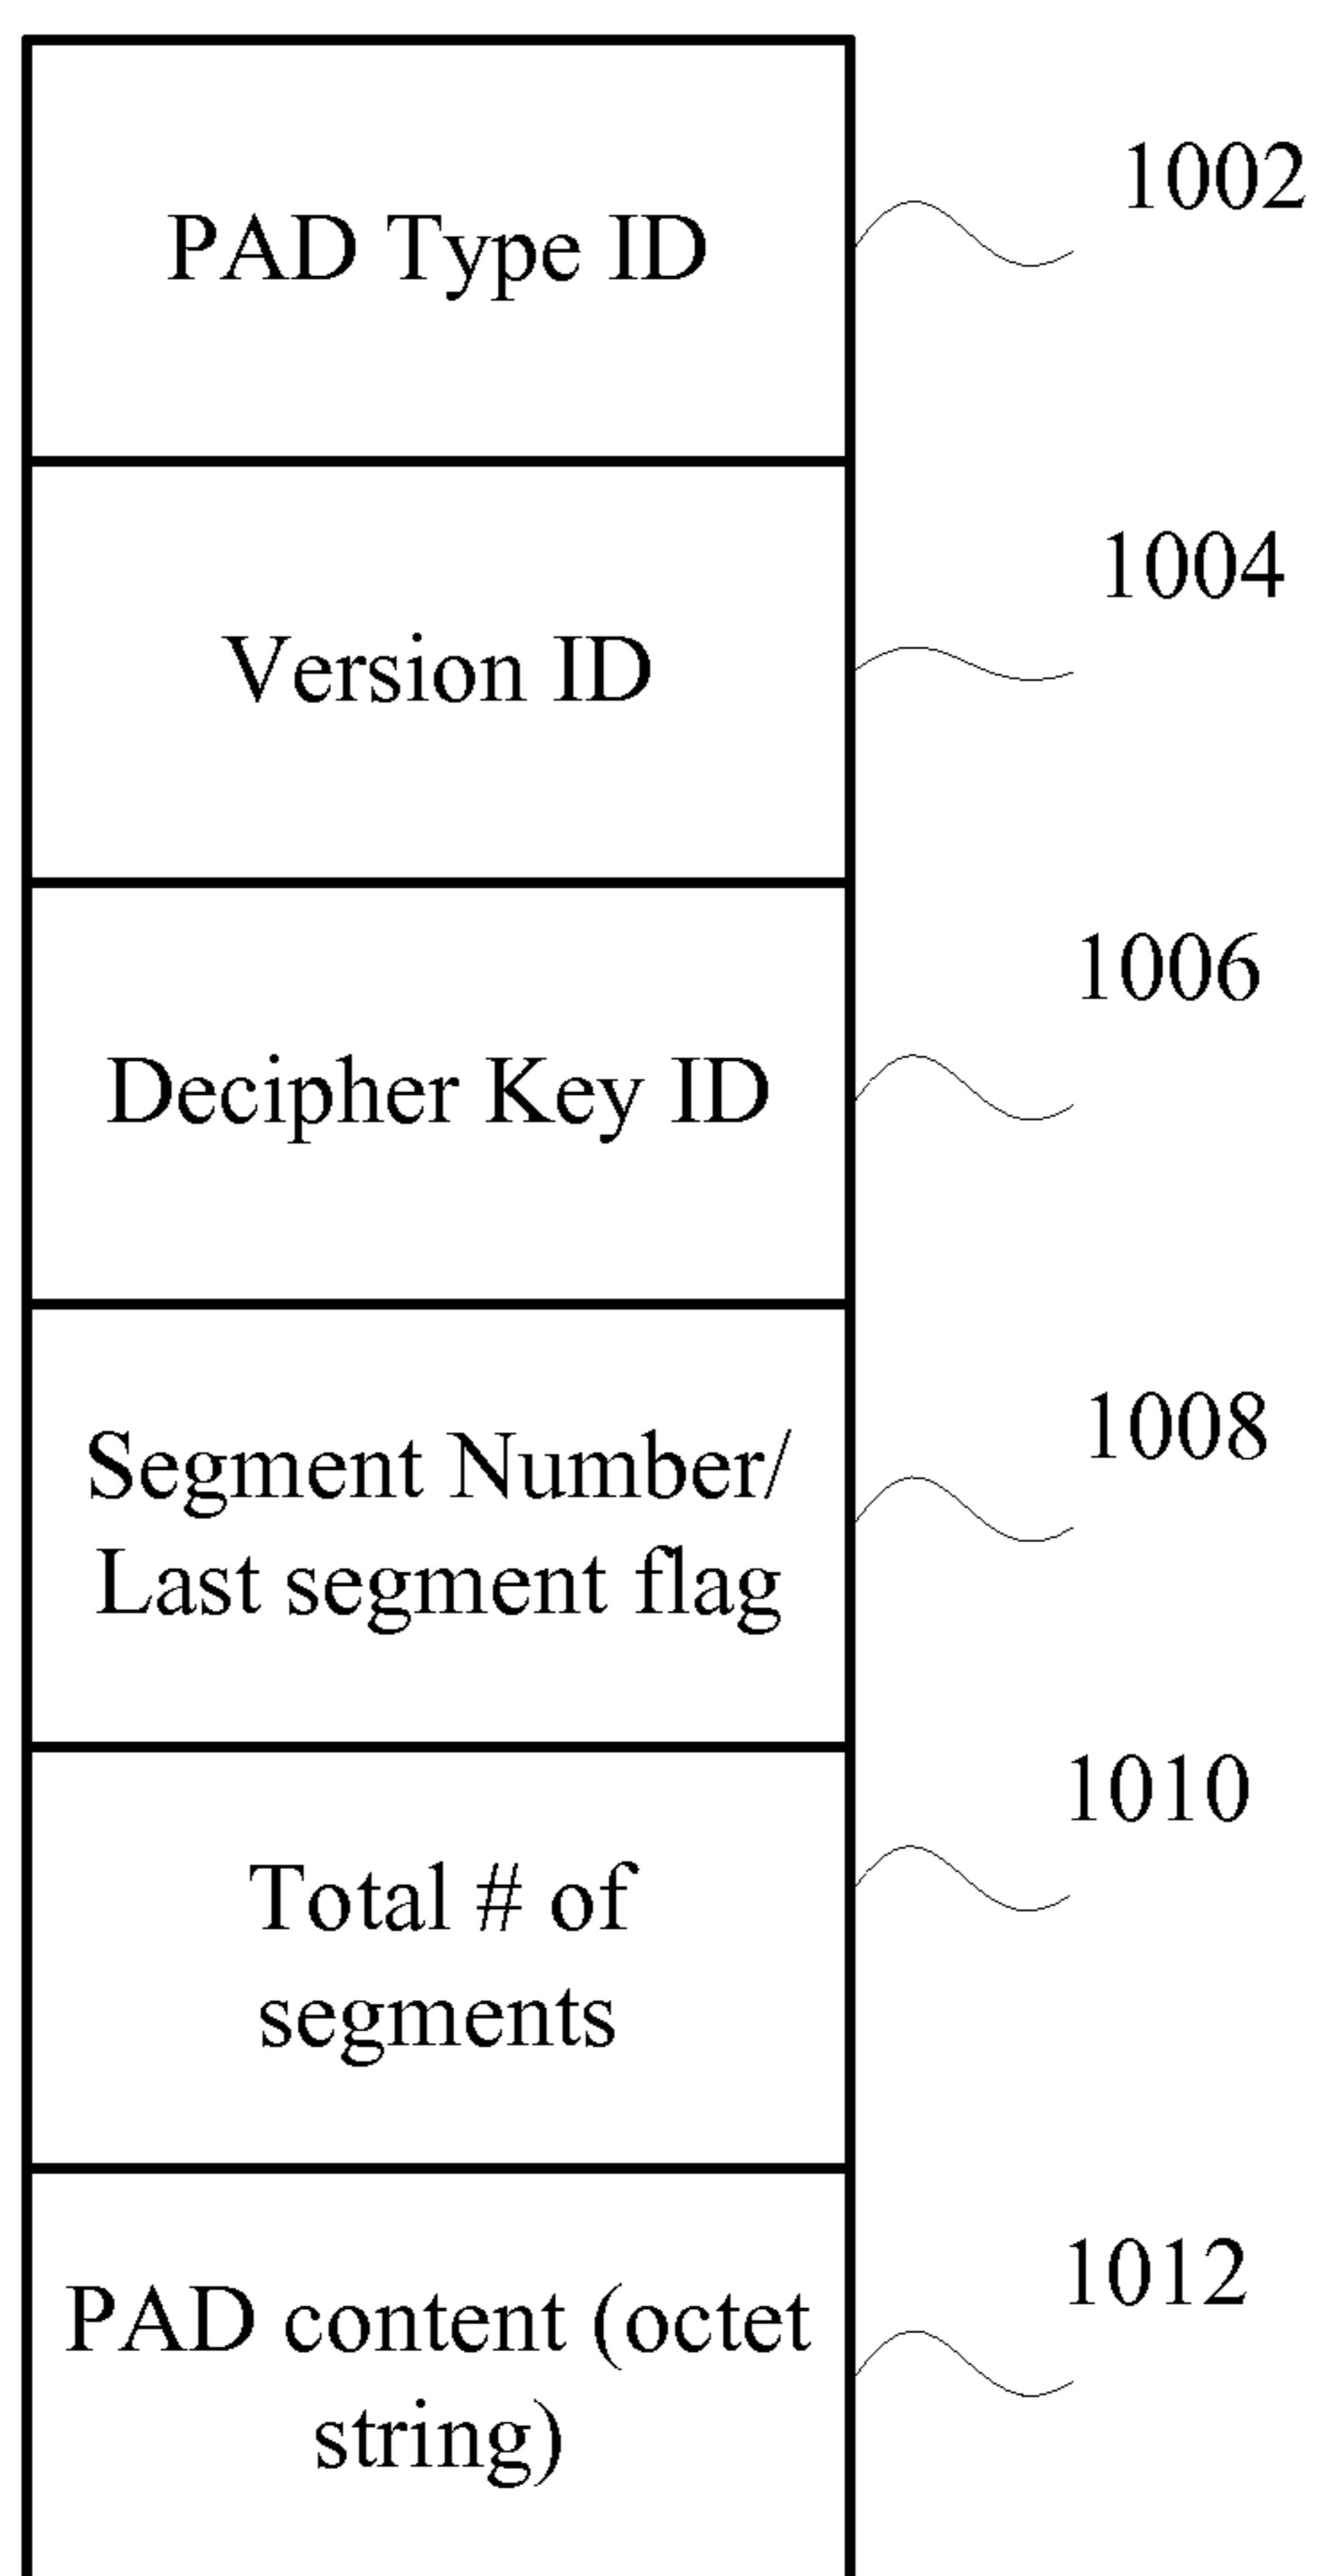 PAD Type ID
1002
Version ID
1004
Decipher Key ID
1006
Segment Number/
Last segment flag
1008
Total # of
segments
1010
PAD content (octet
string)
1012